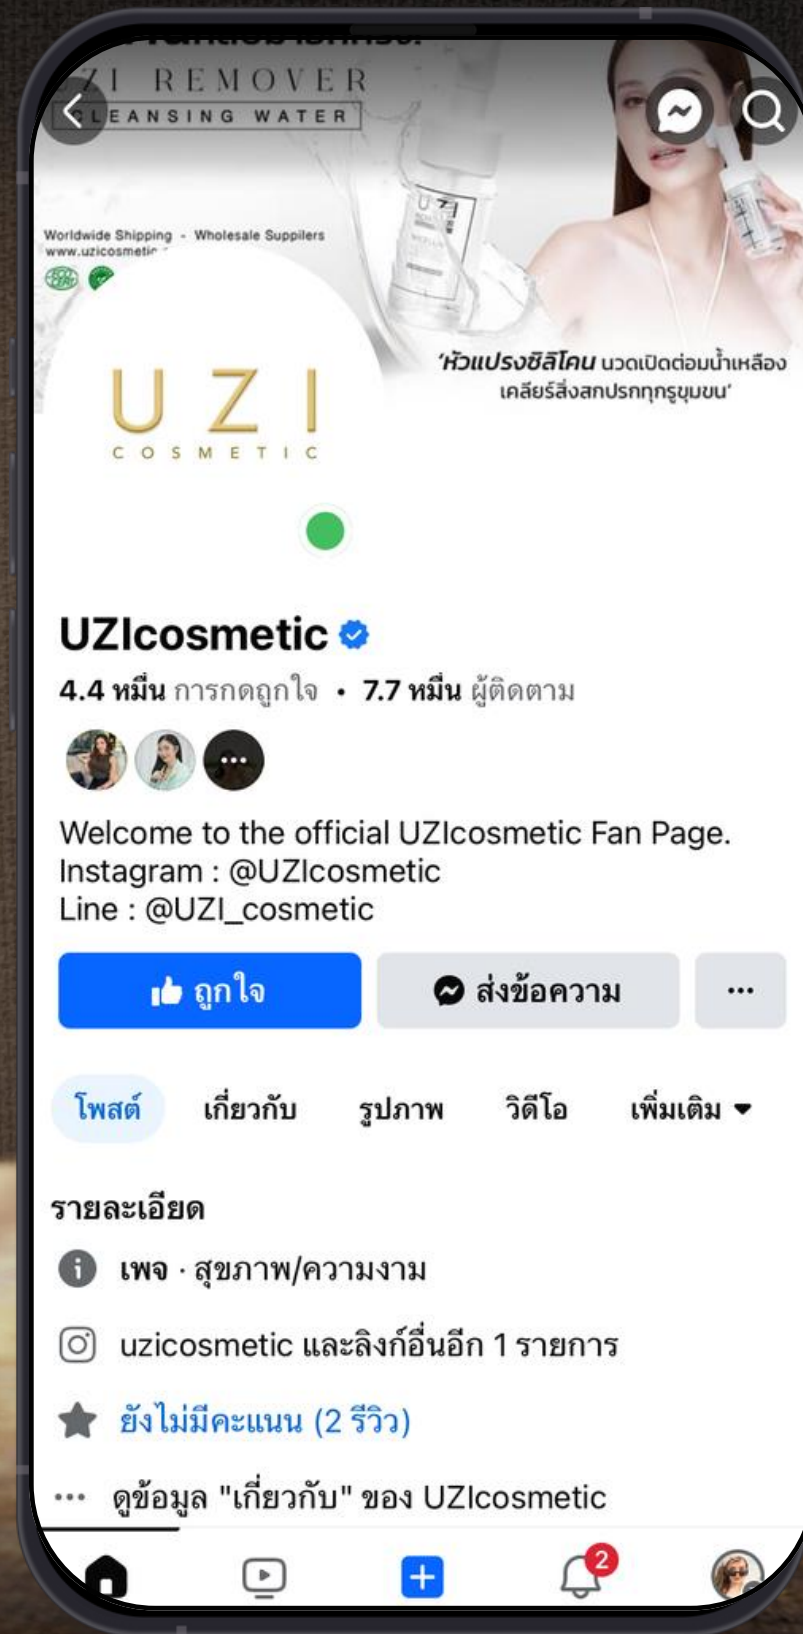 UZI REMOVER
CLEANSING WATER
Worldwide Shipping - Wholesale Suppilers
www.uzicosmetic
'หัวแปรงซิลิโคน นวดเปิดต่อมน้ำเหลือง
เคลียร์สิ่งสกปรกทุกรูขุมขน'
UZI
COSMETIC
UZIcosmetic
4.4 หมื่น การกดถูกใจ • 7.7 หมื่น ผู้ติดตาม
Welcome to the official UZIcosmetic Fan Page.
Instagram : @UZIcosmetic
Line : @UZI_cosmetic
ถูกใจ ส่งข้อความ ...
โพสต์ เกี่ยวกับ รูปภาพ วิดีโอ เพิ่มเติม
รายละเอียด
เพจ · สุขภาพ/ความงาม
uzicosmetic และลิงก์อื่นอีก 1 รายการ
ยังไม่มีคะแนน (2 รีวิว)
... ดูข้อมูล "เกี่ยวกับ" ของ UZIcosmetic
2